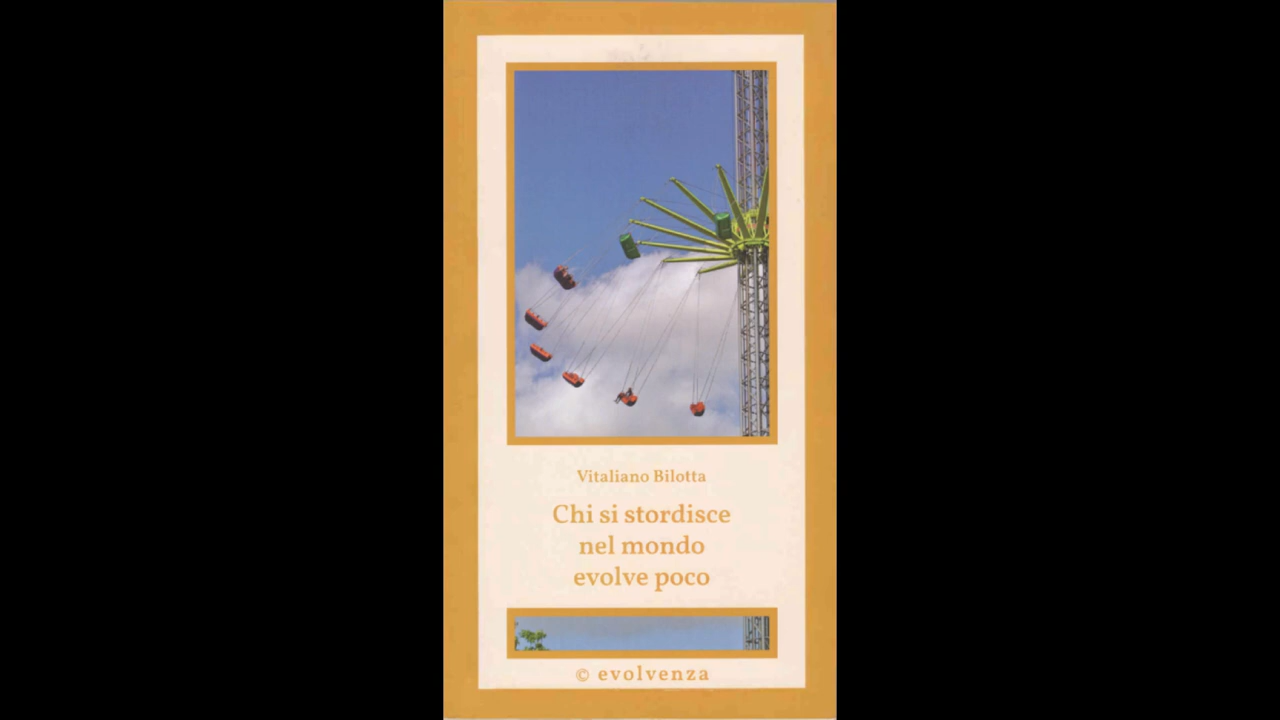 Vitaliano Bilotta
Chi si stordisce
nel mondo
evolve poco
© evolvenza